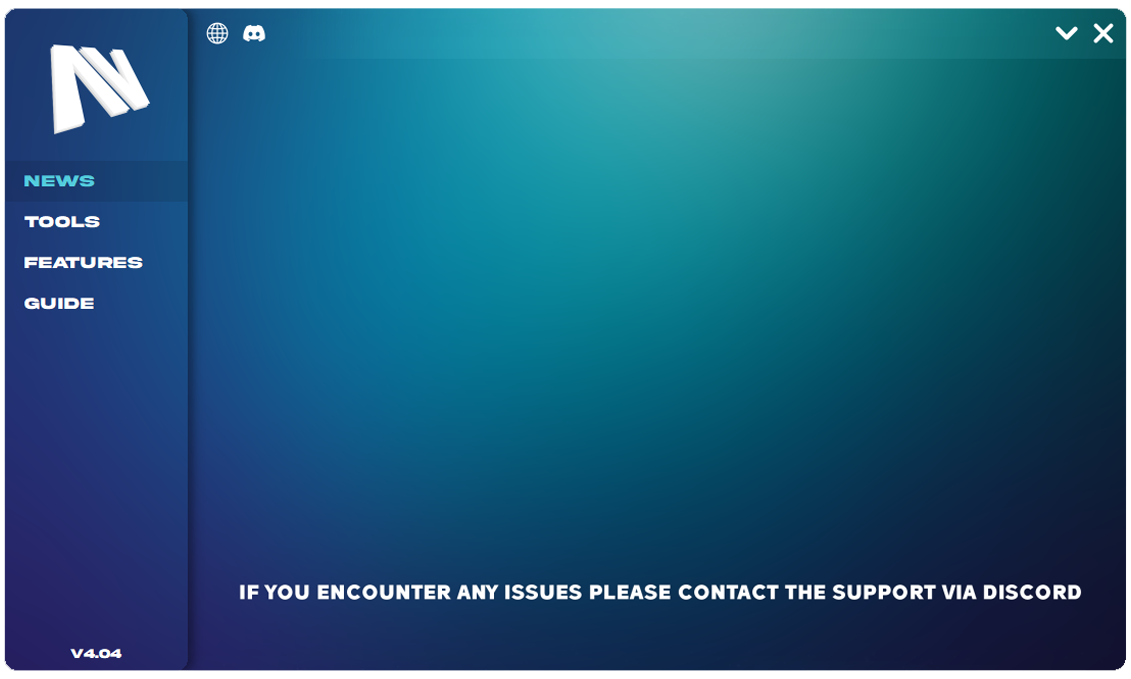 NEWS
TOOLS
FEATURES
GUIDE
IF YOU ENCOUNTER ANY ISSUES PLEASE CONTACT THE SUPPORT VIA DISCORD
V4.04